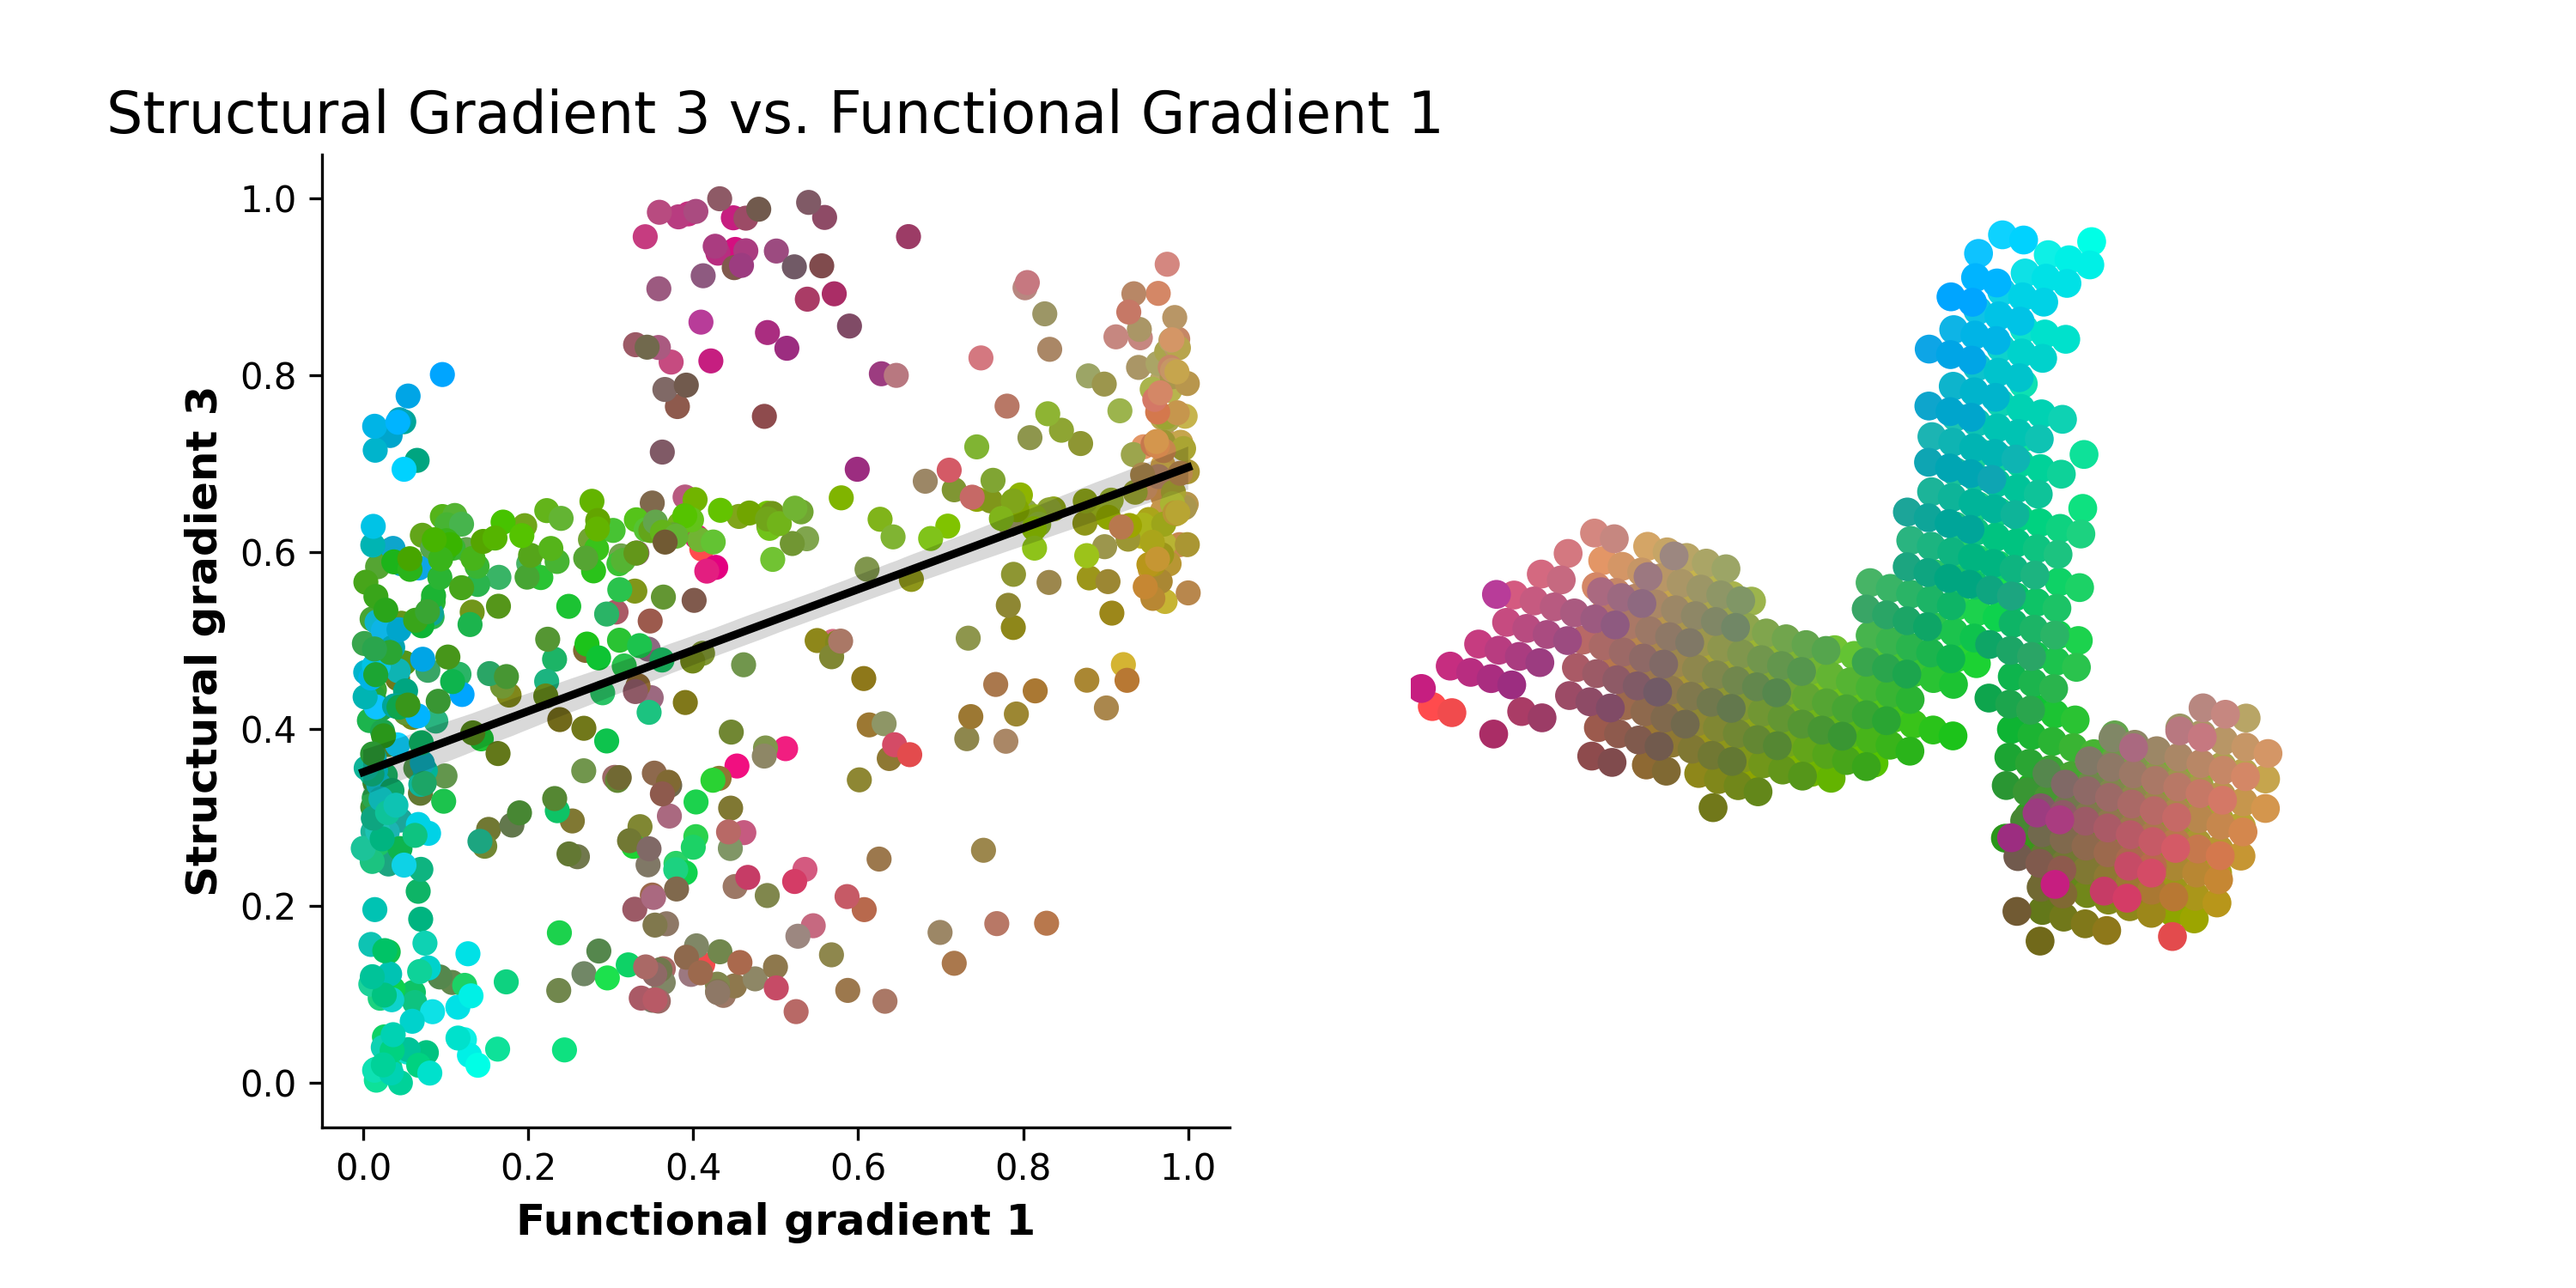 Structural Gradient 3 vs. Functional Gradient 1
Structural gradient 3
1.0
0.8
0.6
0.4
0.2
0.0
0.0 0.2 0.4 0.6 0.8 1.0
Functional gradient 1